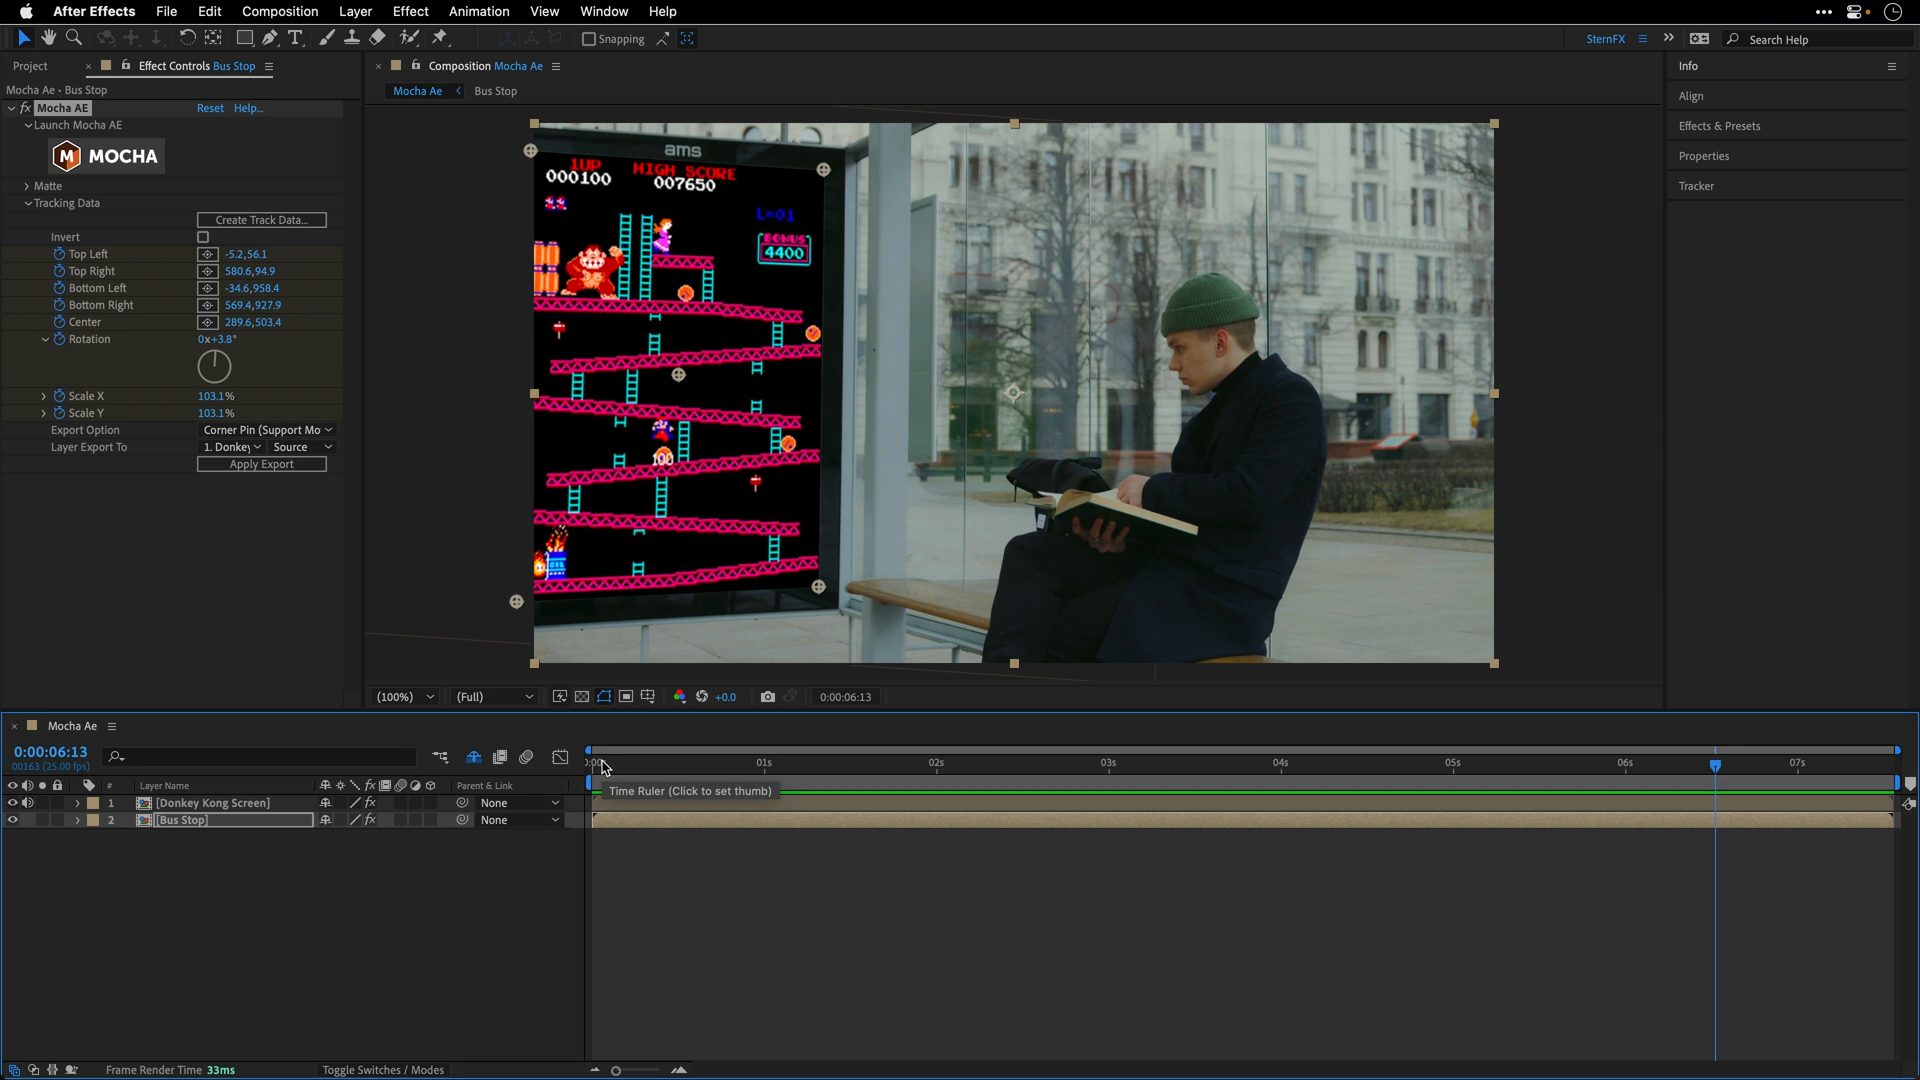 After Effects File Edit Composition Layer Effect Animation View Window Help
Snapping SternFX Search Help
Project Effect Controls Bus Stop
Mocha Ae • Bus Stop
fx Mocha AE Reset Help...
Launch Mocha AE
M MOCHA
Matte
Tracking Data
Create Track Data...
Invert
Top Left -5.2,56.1
Top Right 580.6,94.9
Bottom Left -34.6,958.4
Bottom Right 569.4,927.9
Center 289.6,503.4
Rotation 0x+3.8°
Scale X 103.1%
Scale Y 103.1%
Export Option Corner Pin (Support Mo
Layer Export To 1. Donkey Source
Apply Export
Composition Mocha Ae
Mocha Ae Bus Stop
ams
1UP HIGH SCORE
000100 007650
L=01
BONUS
4400
100
OIL
(100%) (Full) +0.0 0:00:06:13
Info
Align
Effects & Presets
Properties
Tracker
Mocha Ae
0:00:06:13
00163 (25.00 fps)
01s 02s 03s 04s 05s 06s 07s
# Layer Name fx Parent & Link
Time Ruler (Click to set thumb)
1 [Donkey Kong Screen] fx None
2 [Bus Stop] fx None
Frame Render Time 33ms Toggle Switches / Modes